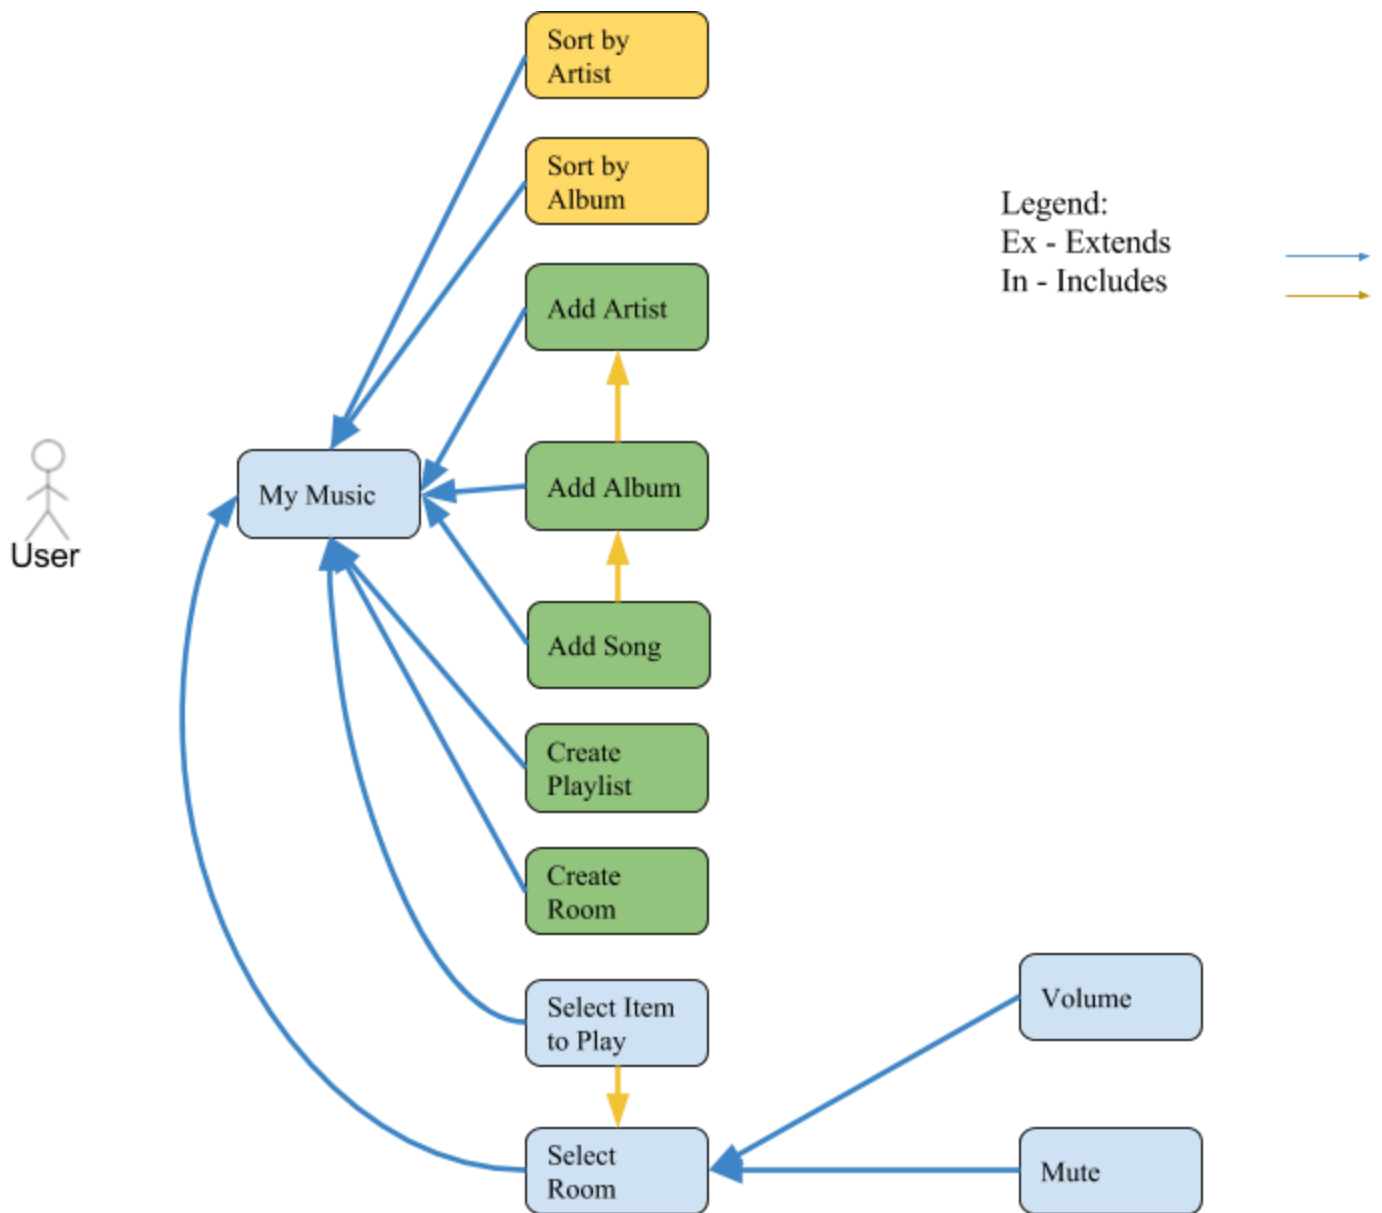 Sort by
Artist
Sort by
Album
Legend:
Ex - Extends
In - Includes
Add Artist
My Music
Add Album
User
Add Song
Create
Playlist
Create
Room
Select Item
to Play
Volume
Select
Room
Mute